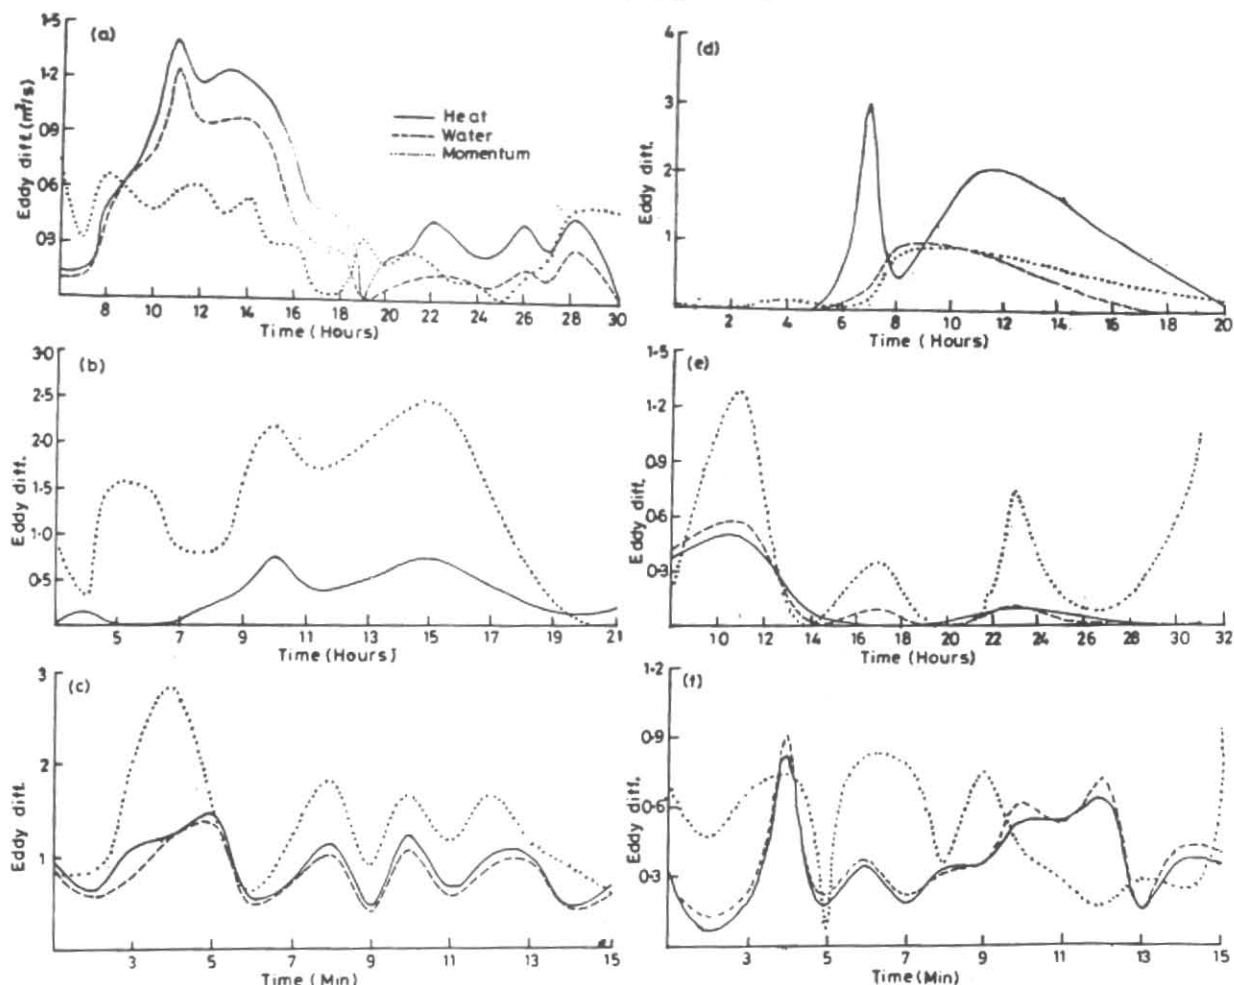 (a)
1·5
1·2
0·9
0·6
0·3
Eddy diff. (m²/s)
Heat
Water
Momentum
8 10 12 14 16 18 20 22 24 26 28 30
Time (Hours)
(d)
4
3
2
1
Eddy diff.
2 4 6 8 10 12 14 16 18 20
Time (Hours)
(b)
3·0
2·5
2·0
1·5
1·0
0·5
Eddy diff.
5 7 9 11 13 15 17 19 21
Time (Hours)
(e)
1·5
1·2
0·9
0·6
0·3
Eddy diff.
10 12 14 16 18 20 22 24 26 28 30 32
Time (Hours)
(c)
3
2
1
Eddy diff.
3 5 7 9 11 13 15
Time (Min)
(f)
1·2
0·9
0·6
0·3
Eddy diff.
3 5 7 9 11 13 15
Time (Min)